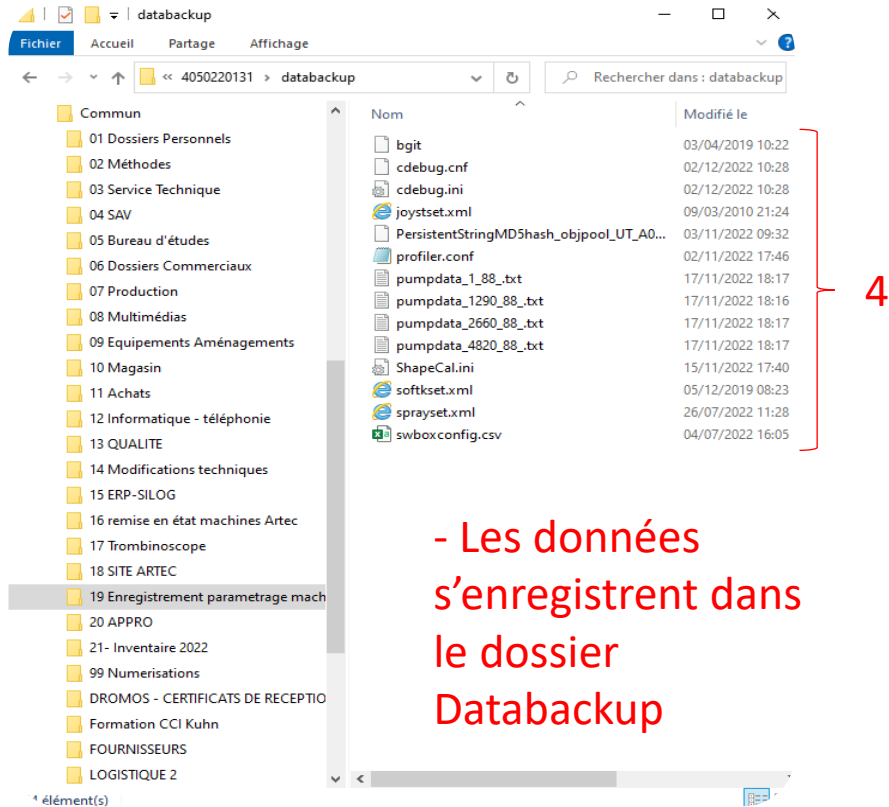 databackup
Fichier Accueil Partage Affichage
« 4050220131 > databackup Rechercher dans : databackup
Commun
01 Dossiers Personnels
02 Méthodes
03 Service Technique
04 SAV
05 Bureau d'études
06 Dossiers Commerciaux
07 Production
08 Multimédias
09 Equipements Aménagements
10 Magasin
11 Achats
12 Informatique - téléphonie
13 QUALITE
14 Modifications techniques
15 ERP-SILOG
16 remise en état machines Artec
17 Trombinoscope
18 SITE ARTEC
19 Enregistrement parametrage mach
20 APPRO
21- Inventaire 2022
99 Numerisations
DROMOS - CERTIFICATS DE RECEPTIO
Formation CCI Kuhn
FOURNISSEURS
LOGISTIQUE 2
élément(s)
Nom Modifié le
bgit 03/04/2019 10:22
cdebug.cnf 02/12/2022 10:28
cdebug.ini 02/12/2022 10:28
joystset.xml 09/03/2010 21:24
PersistentStringMD5hash_objpool_UT_A0... 03/11/2022 09:32
profiler.conf 02/11/2022 17:46
pumpdata_1_88_.txt 17/11/2022 18:17
pumpdata_1290_88_.txt 17/11/2022 18:16
pumpdata_2660_88_.txt 17/11/2022 18:17
pumpdata_4820_88_.txt 17/11/2022 18:17
ShapeCal.ini 15/11/2022 17:40
softkset.xml 05/12/2019 08:23
sprayset.xml 26/07/2022 11:28
swboxconfig.csv 04/07/2022 16:05
4
- Les données
s’enregistrent dans
le dossier
Databackup